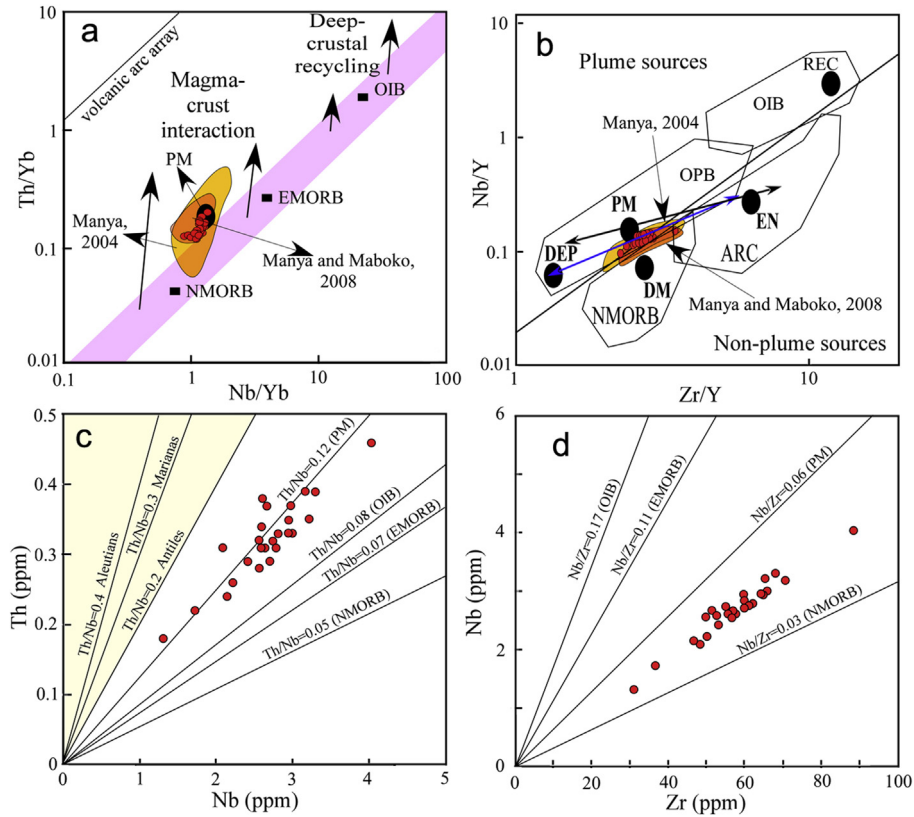 a
volcanic arc array
Deep-
crustal
recycling
OIB
Magma-
crust
interaction
PM
EMORB
Manya,
2004
Manya and Maboko,
2008
NMORB
Th/Yb
10
1
0.1
0.01
0.1
1
10
100
Nb/Yb
b
Plume sources
REC
OIB
Manya, 2004
OPB
PM
EN
DEP
ARC
DM
Manya and Maboko, 2008
NMORB
Non-plume sources
Nb/Y
10
1
0.1
0.01
1
10
Zr/Y
c
Th/Nb=0.4 Aleutians
Th/Nb=0.3 Marianas
Th/Nb=0.2 Antiles
Th/Nb=0.12 (PM)
Th/Nb=0.08 (OIB)
Th/Nb=0.07 (EMORB)
Th/Nb=0.05 (NMORB)
Th (ppm)
0.5
0.4
0.3
0.2
0.1
0
0
1
2
3
4
5
Nb (ppm)
d
Nb/Zr=0.17 (OIB)
Nb/Zr=0.11 (EMORB)
Nb/Zr=0.06 (PM)
Nb/Zr=0.03 (NMORB)
Nb (ppm)
6
4
2
0
0
20
40
60
80
100
Zr (ppm)